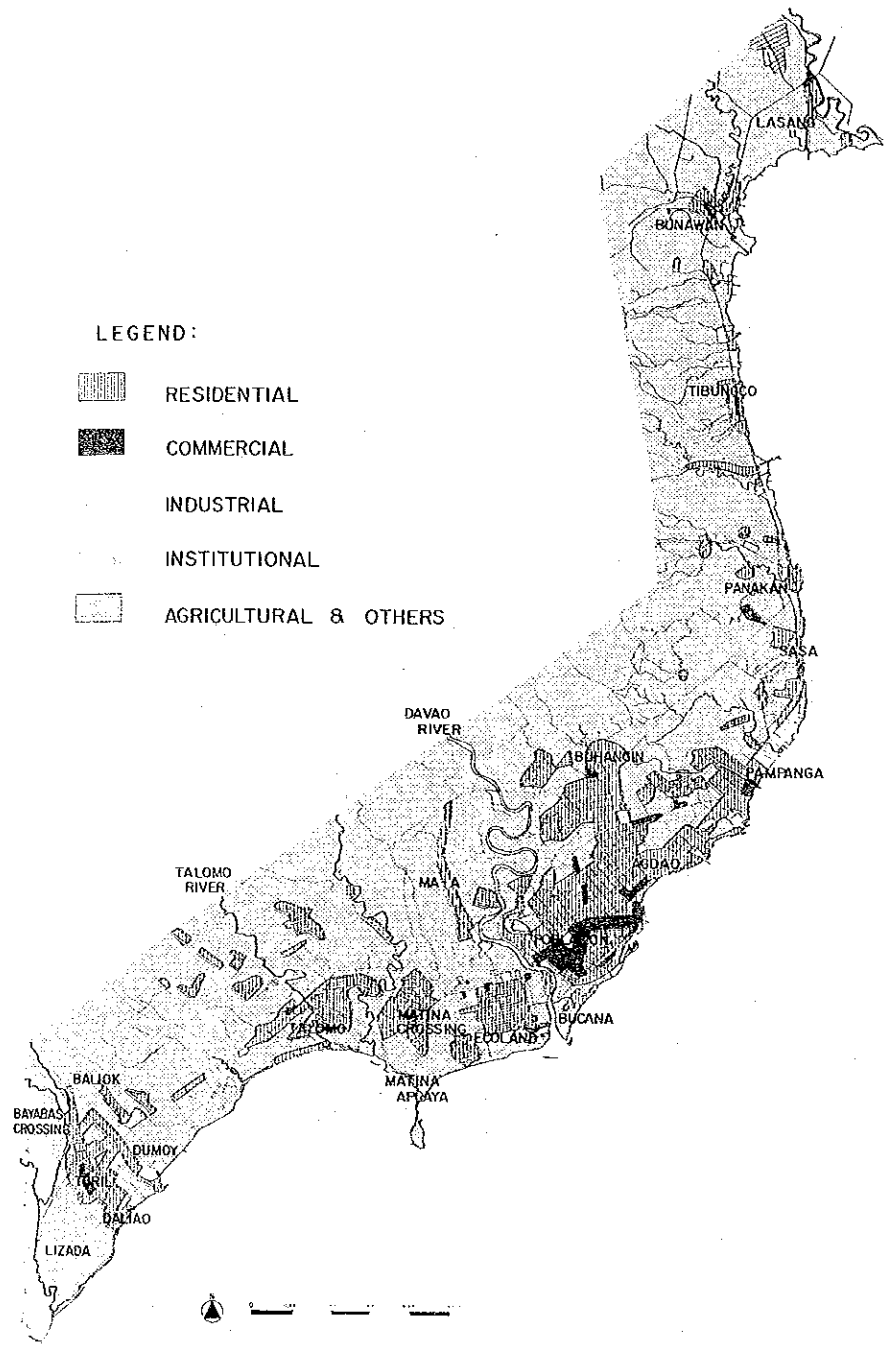 LASANG
BUNAWAN
LEGEND:
RESIDENTIAL
TIBUNGCO
COMMERCIAL
INDUSTRIAL
INSTITUTIONAL
PANAKAN
AGRICULTURAL & OTHERS
SASA
DAVAO
RIVER
BUHANGIN
PAMPANGA
AGDAO
TALOMO
RIVER
MATINA
CROSSING
BUCANA
TALOMO
ECOLAND
MATINA
APLAYA
BALIOK
BAYABAS
CROSSING
DUMOY
TORIL
DALIAO
LIZADA
N
0